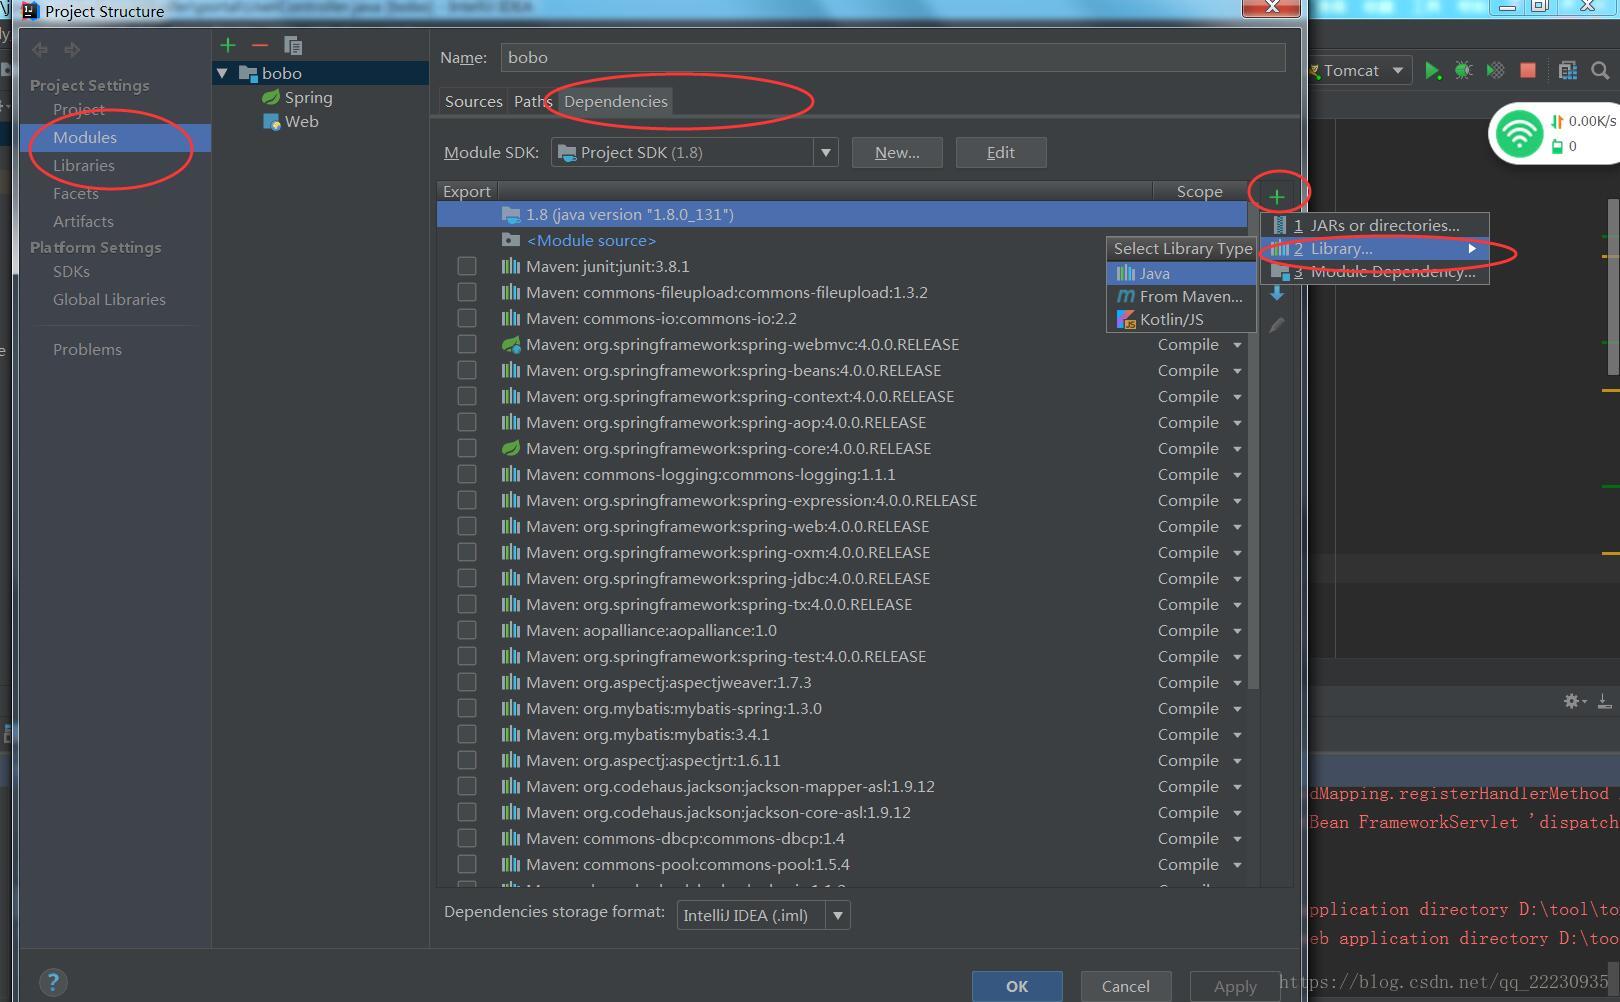 Project Structure
Project Settings
Project
Modules
Libraries
Facets
Artifacts
Platform Settings
SDKs
Global Libraries
Problems
bobo
Spring
Web
Name: bobo
Sources Paths Dependencies
Module SDK: Project SDK (1.8) New... Edit
Export Scope
1.8 (java version "1.8.0_131")
<Module source>
Maven: junit:junit:3.8.1
Maven: commons-fileupload:commons-fileupload:1.3.2
Maven: commons-io:commons-io:2.2
Maven: org.springframework:spring-webmvc:4.0.0.RELEASE Compile
Maven: org.springframework:spring-beans:4.0.0.RELEASE Compile
Maven: org.springframework:spring-context:4.0.0.RELEASE Compile
Maven: org.springframework:spring-aop:4.0.0.RELEASE Compile
Maven: org.springframework:spring-core:4.0.0.RELEASE Compile
Maven: commons-logging:commons-logging:1.1.1 Compile
Maven: org.springframework:spring-expression:4.0.0.RELEASE Compile
Maven: org.springframework:spring-web:4.0.0.RELEASE Compile
Maven: org.springframework:spring-oxm:4.0.0.RELEASE Compile
Maven: org.springframework:spring-jdbc:4.0.0.RELEASE Compile
Maven: org.springframework:spring-tx:4.0.0.RELEASE Compile
Maven: aopalliance:aopalliance:1.0 Compile
Maven: org.springframework:spring-test:4.0.0.RELEASE Compile
Maven: org.aspectj:aspectjweaver:1.7.3 Compile
Maven: org.mybatis:mybatis-spring:1.3.0 Compile
Maven: org.mybatis:mybatis:3.4.1 Compile
Maven: org.aspectj:aspectjrt:1.6.11 Compile
Maven: org.codehaus.jackson:jackson-mapper-asl:1.9.12 Compile
Maven: org.codehaus.jackson:jackson-core-asl:1.9.12 Compile
Maven: commons-dbcp:commons-dbcp:1.4 Compile
Maven: commons-pool:commons-pool:1.5.4 Compile
1 JARs or directories...
2 Library...
3 Module Dependency...
Select Library Type
Java
From Maven...
Kotlin/JS
Dependencies storage format: IntelliJ IDEA (.iml)
? OK Cancel Apply
Tomcat
0.00K/s
0
dMapping.registerHandlerMethod
Bean FrameworkServlet 'dispatch
pplication directory D:\tool\to
eb application directory D:\too
https://blog.csdn.net/qq_22230935